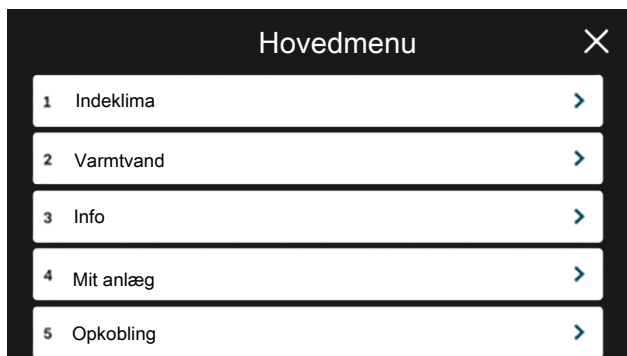 Hovedmenu
1 Indeklima
2 Varmtvand
3 Info
4 Mit anlæg
5 Opkobling